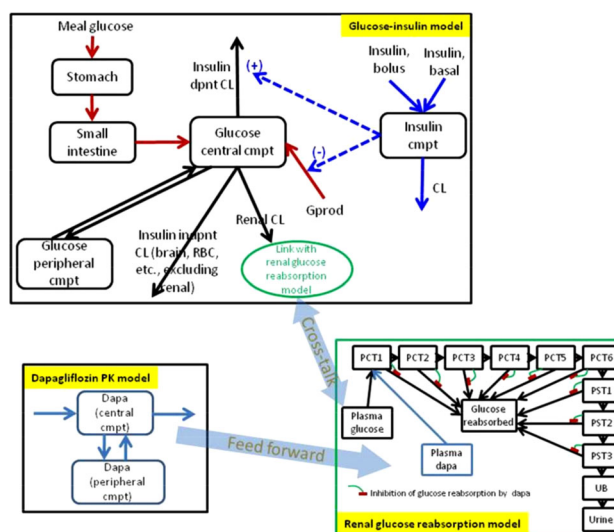 Glucose-insulin model
Meal glucose
Stomach
Small
intestine
Insulin
dpnt CL
(+)
Insulin,
bolus
Insulin,
basal
Glucose
central cmpt
(-)
Insulin
cmpt
CL
Gprod
Renal CL
Glucose
peripheral cmpt
Insulin indpnt
CL (brain, RBC,
etc., excluding
renal)
Link with
renal glucose
reabsorption
model
Cross-talk
Dapagliflozin PK model
Dapa
(central
cmpt)
Dapa
(peripheral
cmpt)
Feed forward
PCT1
PCT2
PCT3
PCT4
PCT5
PCT6
PST1
PST2
PST3
UB
Urine
Glucose
reabsorbed
Plasma
glucose
Plasma
dapa
Inhibition of glucose reabsorption by dapa
Renal glucose reabsorption model